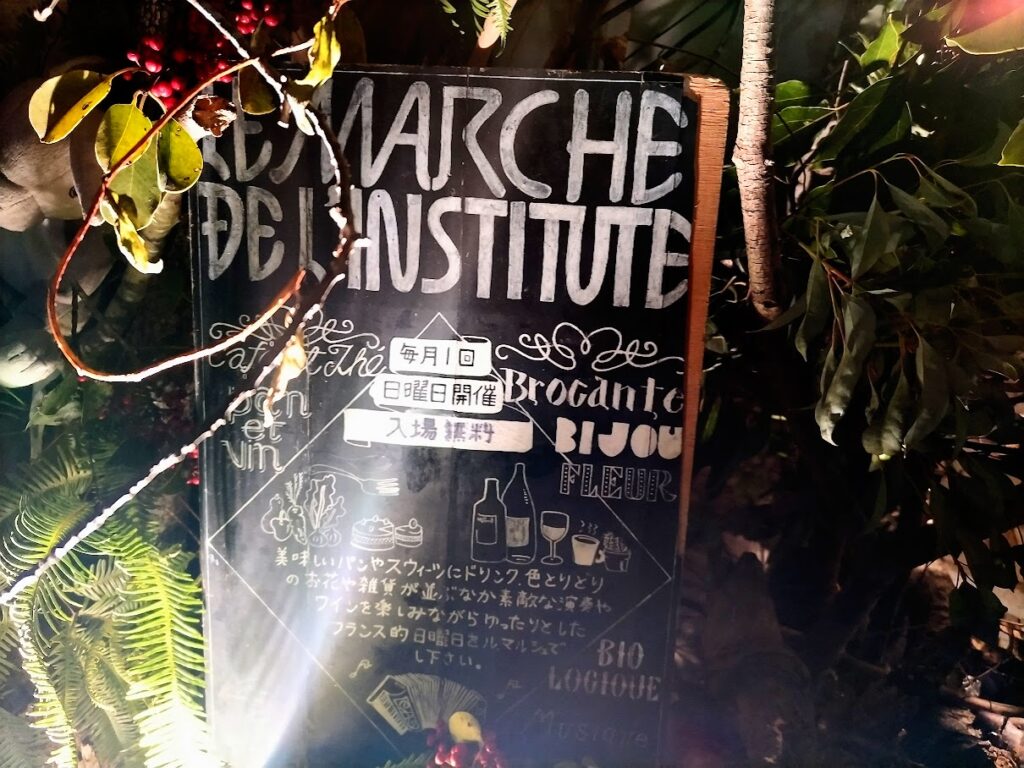 LE MARCHE
DE L'INSTITUTE
Café et Thé
毎月1回
日曜日開催
入場無料
Brocante
Pain
et
Vin
BIJOU
FLEUR
美味しいパンやスウィーツにドリンク、色とりどり
のお花や雑貨が並ぶなか素敵な演奏や
ワインを楽しみながらゆったりとした
フランス的日曜日をルマルシェで
し下さい。
BIO
LOGIQUE
Musique